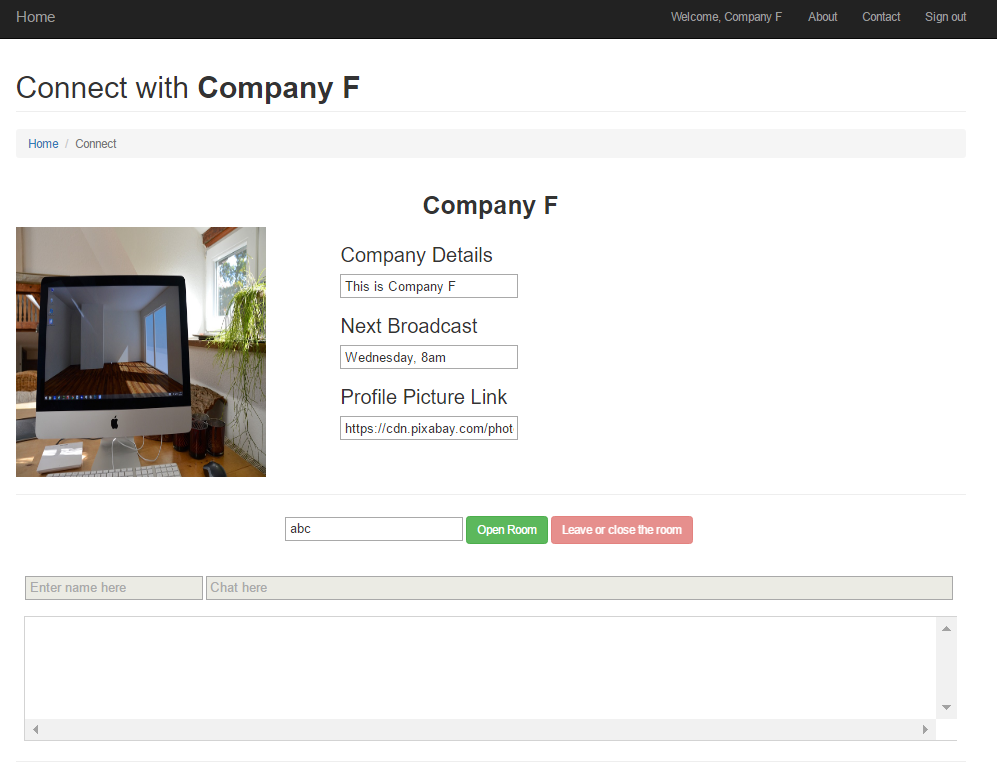 Home Welcome, Company F About Contact Sign out
Connect with Company F
Home / Connect
Company F
Company Details
This is Company F
Next Broadcast
Wednesday, 8am
Profile Picture Link
https://cdn.pixabay.com/phot
abc Open Room Leave or close the room
Enter name here Chat here